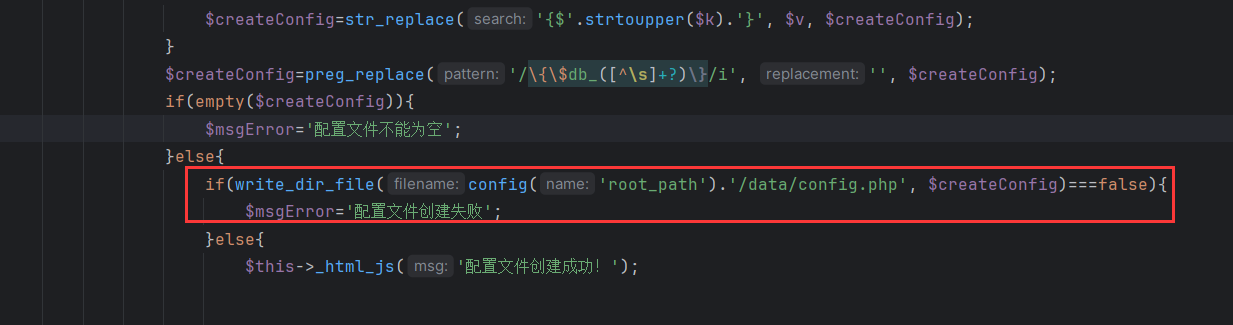 $createConfig=str_replace( search: '{$'.strtoupper($k).'}', $v, $createConfig);
}
$createConfig=preg_replace( pattern: '/\{\$db_([^\s]+?)\}/i', replacement: '', $createConfig);
if(empty($createConfig)){
$msgError='配置文件不能为空';
}else{
if(write_dir_file( filename: config( name: 'root_path').'/data/config.php', $createConfig)===false){
$msgError='配置文件创建失败';
}else{
$this->_html_js( msg: '配置文件创建成功！');